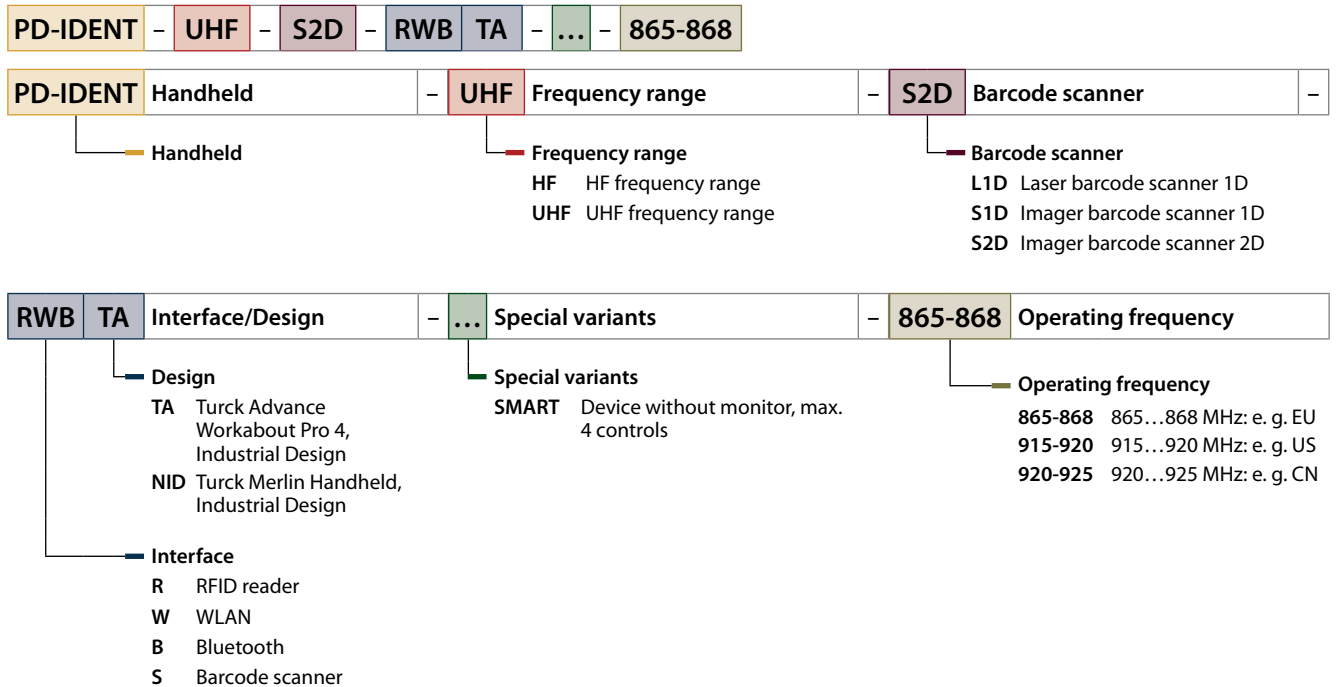 PD-IDENT – UHF – S2D – RWB TA – … – 865-868
PD-IDENT Handheld – UHF Frequency range – S2D Barcode scanner –
Handheld
Frequency range
HF HF frequency range
UHF UHF frequency range
Barcode scanner
L1D Laser barcode scanner 1D
S1D Imager barcode scanner 1D
S2D Imager barcode scanner 2D
RWB TA Interface/Design – … Special variants – 865-868 Operating frequency
Design
TA Turck Advance
Workabout Pro 4,
Industrial Design
NID Turck Merlin Handheld,
Industrial Design
Interface
R RFID reader
W WLAN
B Bluetooth
S Barcode scanner
Special variants
SMART Device without monitor, max.
4 controls
Operating frequency
865-868 865…868 MHz: e. g. EU
915-920 915…920 MHz: e. g. US
920-925 920…925 MHz: e. g. CN